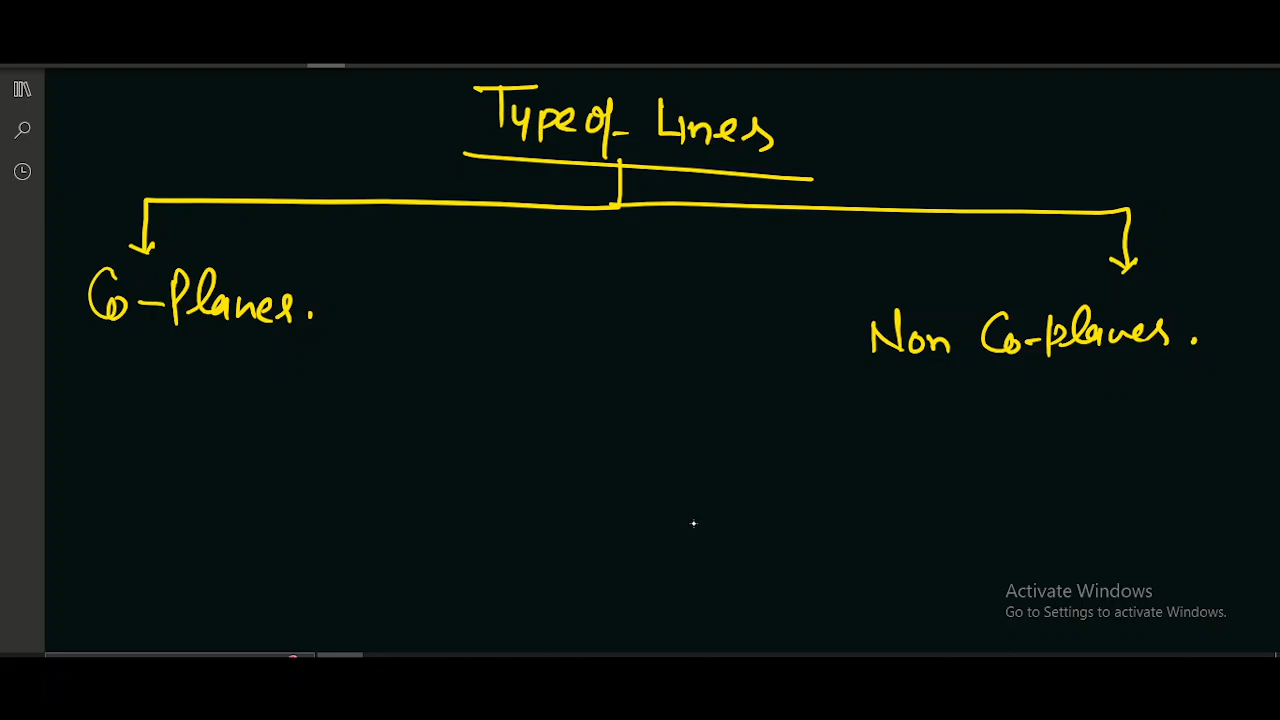 Type of Lines
Co-Planes.
Non Co-planes.
Activate Windows
Go to Settings to activate Windows.